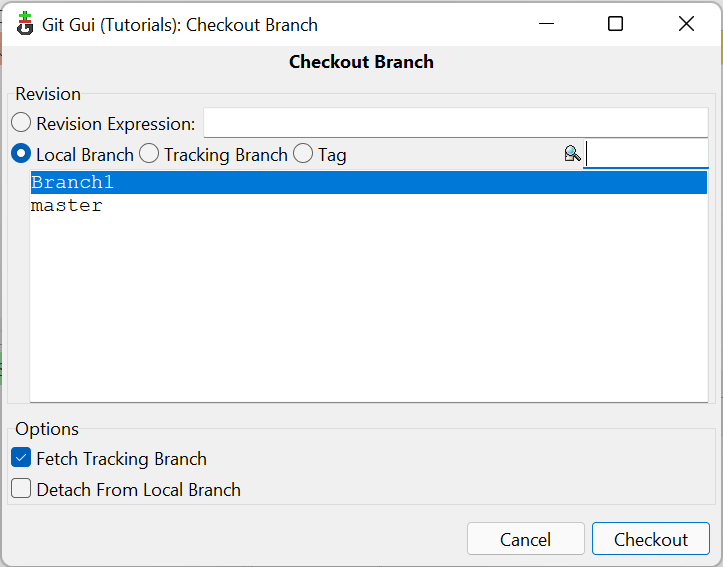 Git Gui (Tutorials): Checkout Branch
Checkout Branch
Revision
Revision Expression:
Local Branch Tracking Branch Tag
Branch1
master
Options
Fetch Tracking Branch
Detach From Local Branch
Cancel Checkout